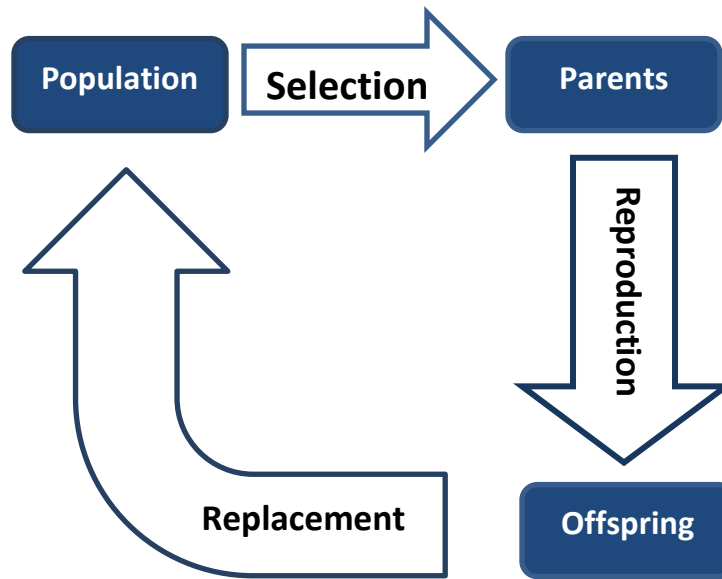 Population
Selection
Parents
Reproduction
Replacement
Offspring